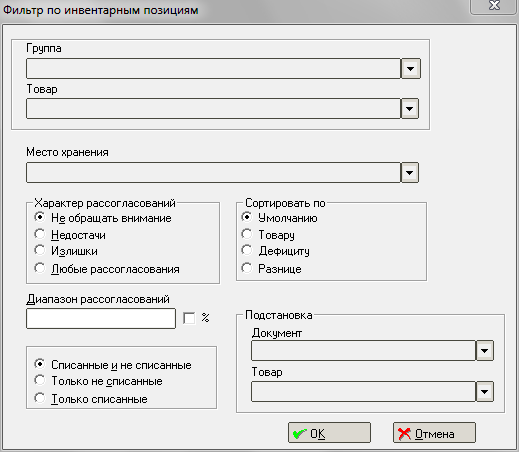 Фильтр по инвентарным позициям
Группа
Товар
Место хранения
Характер рассогласований
Не обращать внимание
Недостачи
Излишки
Любые рассогласования
Сортировать по
Умолчанию
Товару
Дефициту
Разнице
Диапазон рассогласований
%
Списанные и не списанные
Только не списанные
Только списанные
Подстановка
Документ
Товар
OK
Отмена